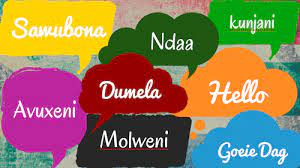 Sawubona
Ndaa
kunjani
Avuxeni
Dumela
Hello
Molweni
Goeie Dag